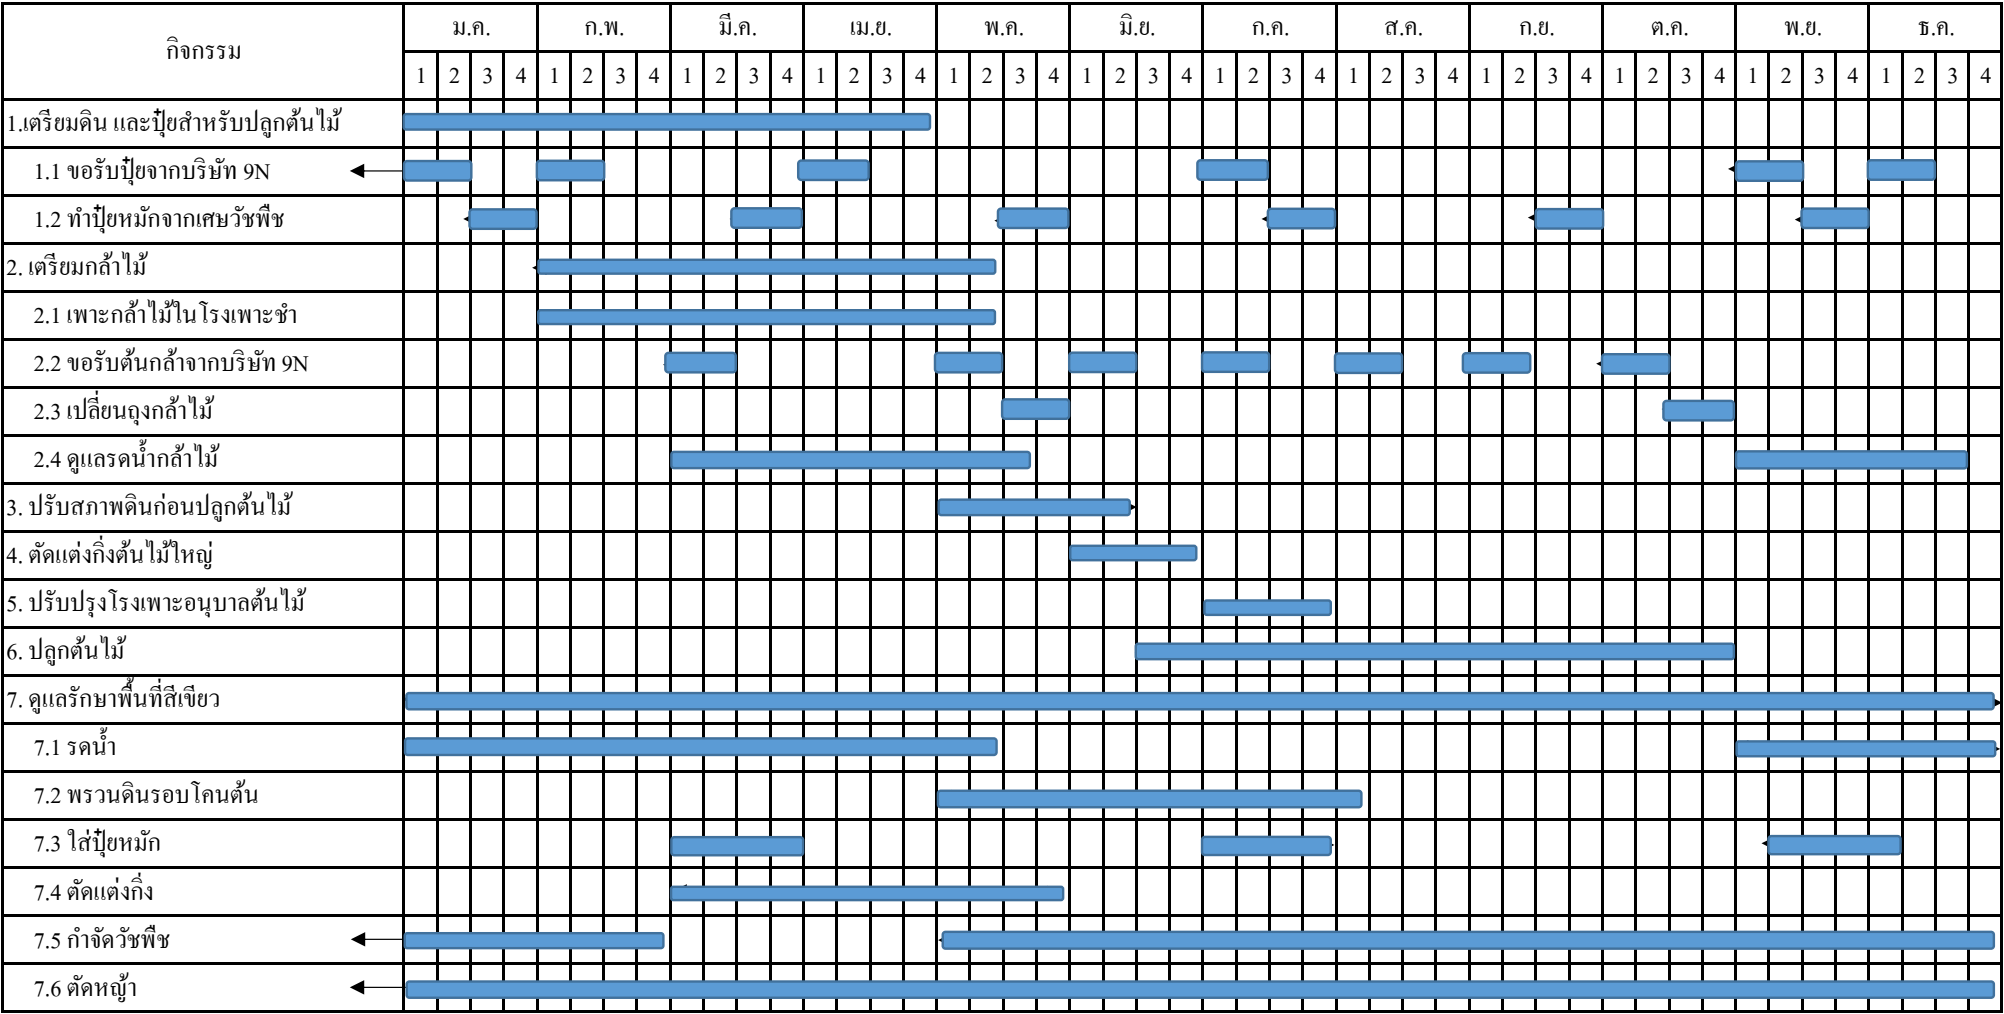 กิจกรรม ม.ค. ก.พ. มี.ค. เม.ย. พ.ค. มิ.ย. ก.ค. ส.ค. ก.ย. ต.ค. พ.ย. ธ.ค.
1 2 3 4 1 2 3 4 1 2 3 4 1 2 3 4 1 2 3 4 1 2 3 4 1 2 3 4 1 2 3 4 1 2 3 4 1 2 3 4 1 2 3 4 1 2 3 4
1.เตรียมดิน และปุ๋ยสำหรับปลูกต้นไม้
1.1 ขอรับปุ๋ยจากบริษัท 9N
1.2 ทำปุ๋ยหมักจากเศษวัชพืช
2. เตรียมกล้าไม้
2.1 เพาะกล้าไม้ในโรงเพาะชำ
2.2 ขอรับต้นกล้าจากบริษัท 9N
2.3 เปลี่ยนถุงกล้าไม้
2.4 ดูแลรดน้ำกล้าไม้
3. ปรับสภาพดินก่อนปลูกต้นไม้
4. ตัดแต่งกิ่งต้นไม้ใหญ่
5. ปรับปรุงโรงเพาะอนุบาลต้นไม้
6. ปลูกต้นไม้
7. ดูแลรักษาพื้นที่สีเขียว
7.1 รดน้ำ
7.2 พรวนดินรอบโคนต้น
7.3 ใส่ปุ๋ยหมัก
7.4 ตัดแต่งกิ่ง
7.5 กำจัดวัชพืช
7.6 ตัดหญ้า